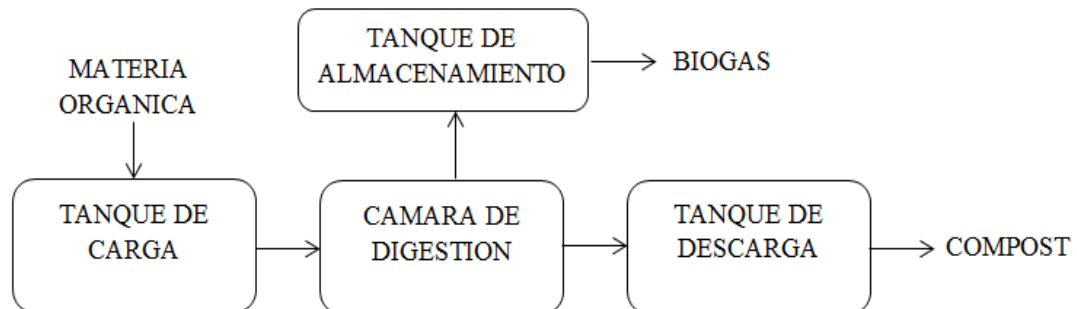 TANQUE DE
ALMACENAMIENTO
BIOGAS
MATERIA
ORGANICA
TANQUE DE
CARGA
CAMARA DE
DIGESTION
TANQUE DE
DESCARGA
COMPOST